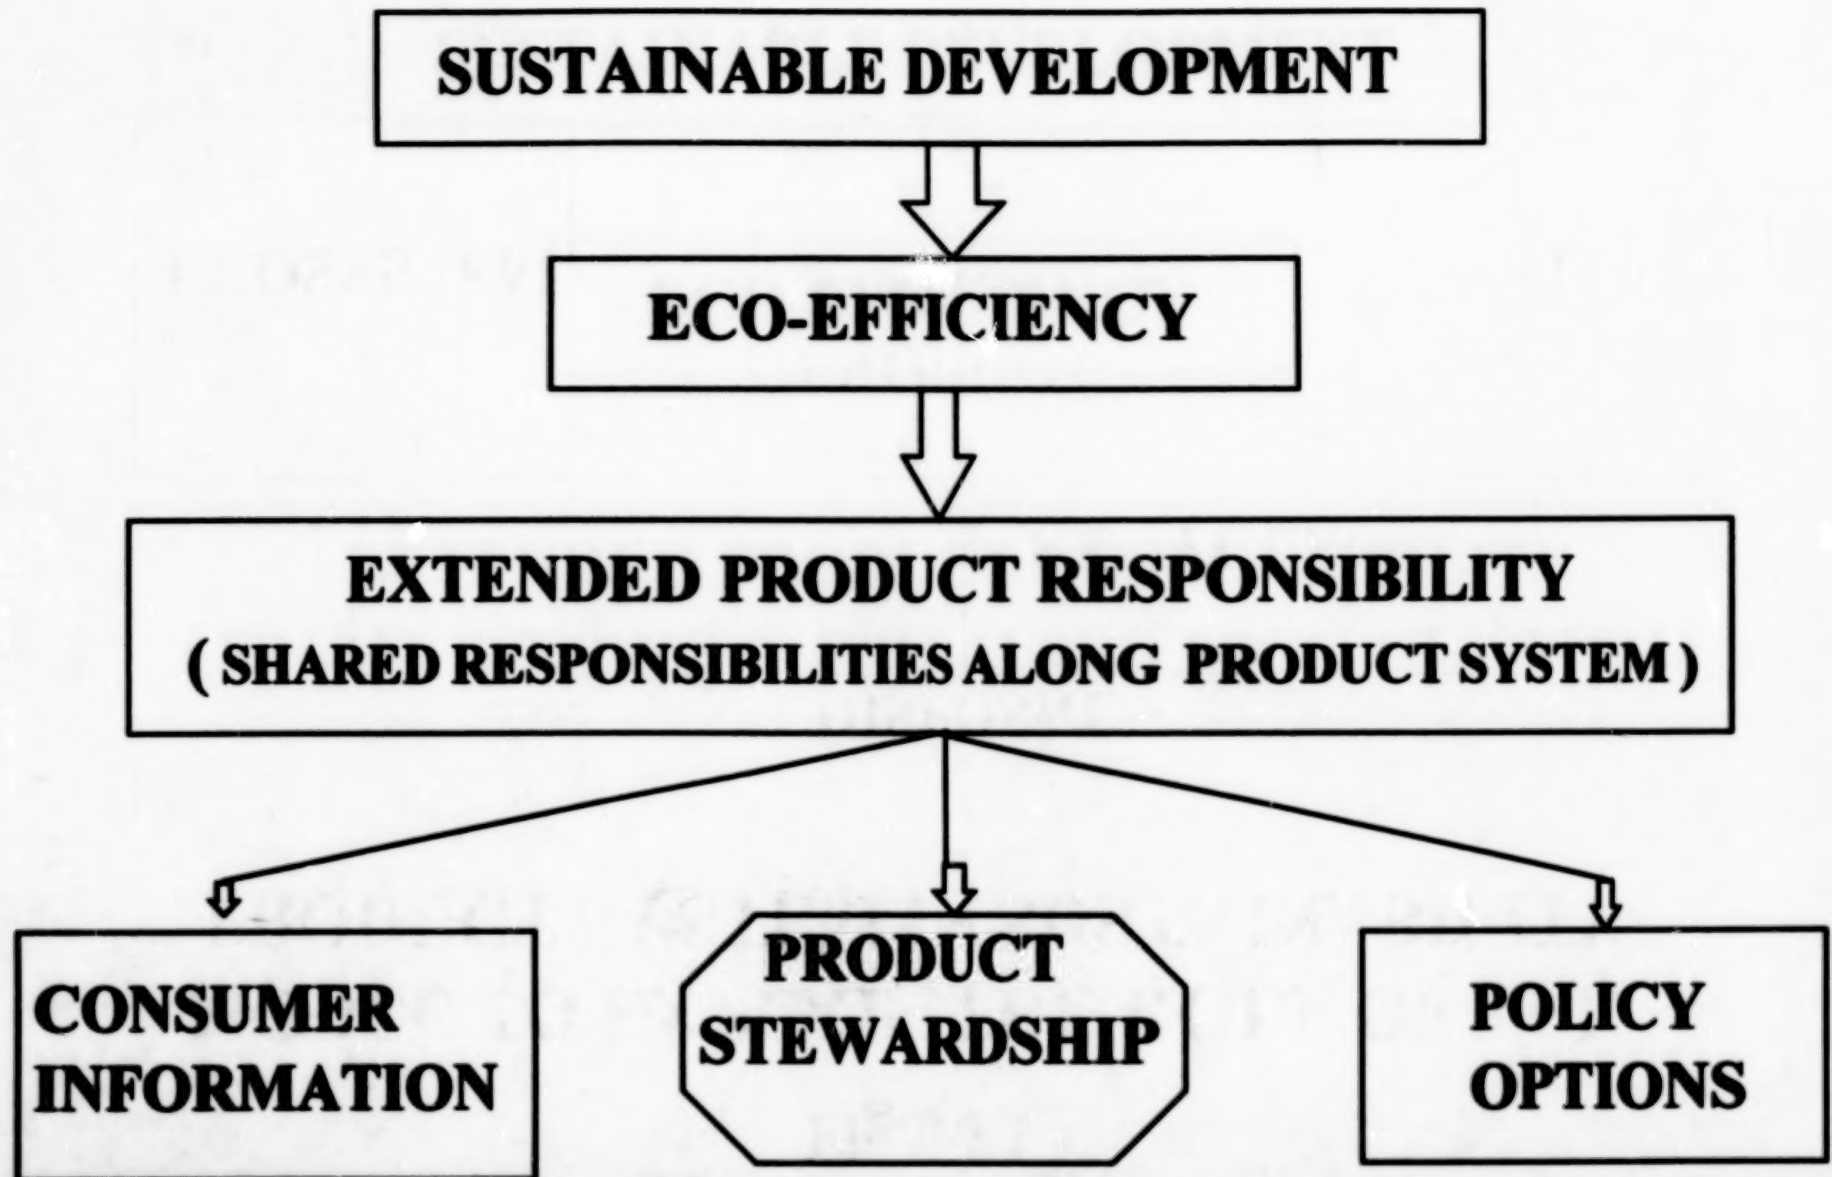 SUSTAINABLE DEVELOPMENT
ECO-EFFICIENCY
EXTENDED PRODUCT RESPONSIBILITY
( SHARED RESPONSIBILITIES ALONG PRODUCT SYSTEM )
CONSUMER
INFORMATION
PRODUCT
STEWARDSHIP
POLICY
OPTIONS